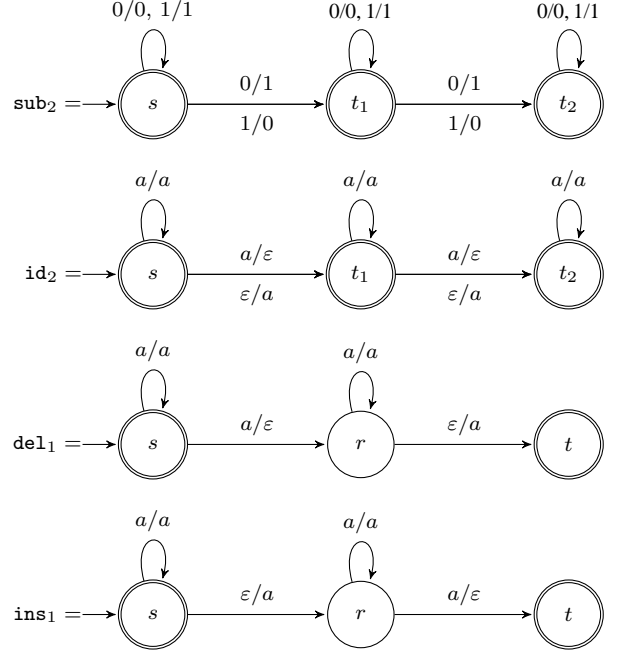 0/0, 1/1 0/0, 1/1 0/0, 1/1
sub₂ = s 0/1 t₁ 0/1 t₂
1/0 1/0
a/a a/a a/a
id₂ = s a/ε t₁ a/ε t₂
ε/a ε/a
a/a a/a
del₁ = s a/ε r ε/a t
a/a a/a
ins₁ = s ε/a r a/ε t